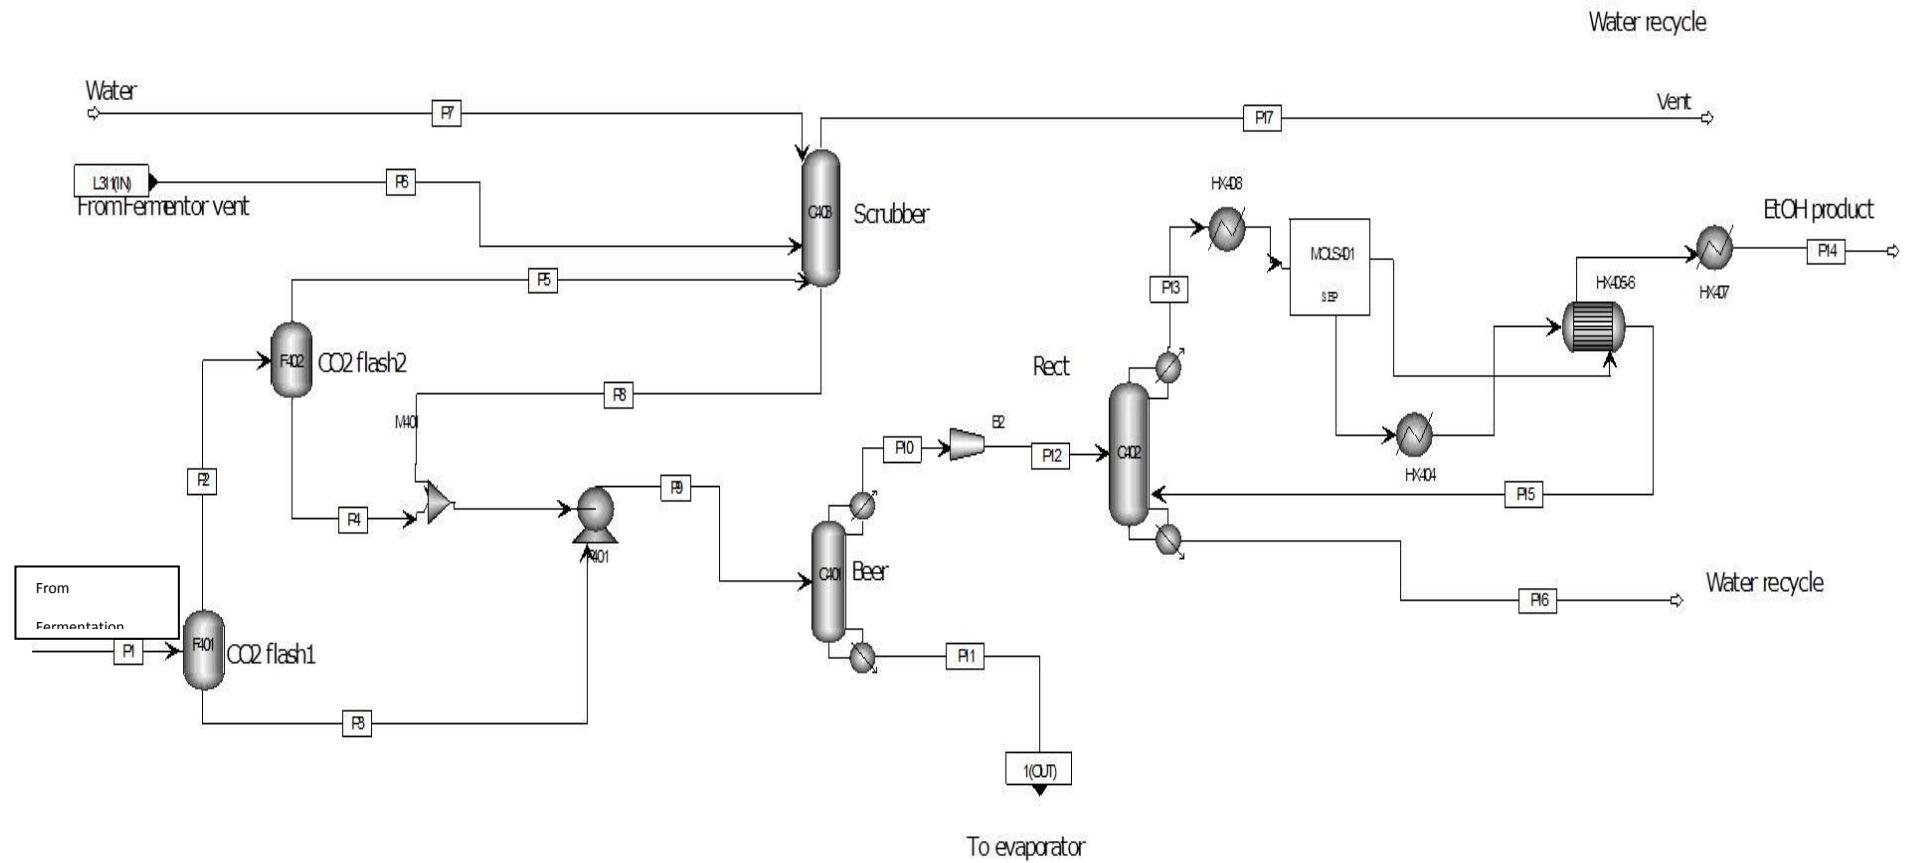 Water recycle
Water
P7
Vent
P17
L311(IN)
P6
From Fermentor vent
C403
Scrubber
HX408
EtOH product
P14
MOLS401
SEP
HX405-6
HX407
P5
P13
F402
CO2 flash2
Rect
P8
M401
B2
P10
P12
C402
HX404
P2
P9
P15
P4
P401
C401
Beer
From
Fermentation
P16
Water recycle
F401
P1
CO2 flash1
P11
P3
1(OUT)
To evaporator